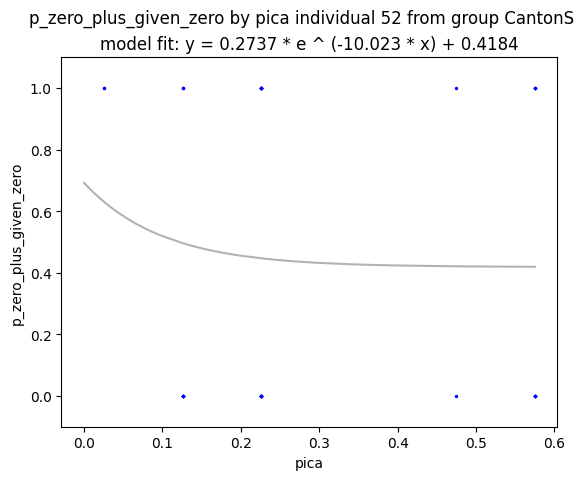 p_zero_plus_given_zero by pica individual 52 from group CantonS
model fit: y = 0.2737 * e ^ (-10.023 * x) + 0.4184
1.0
0.8
0.6
0.4
0.2
0.0
p_zero_plus_given_zero
0.0 0.1 0.2 0.3 0.4 0.5 0.6
pica